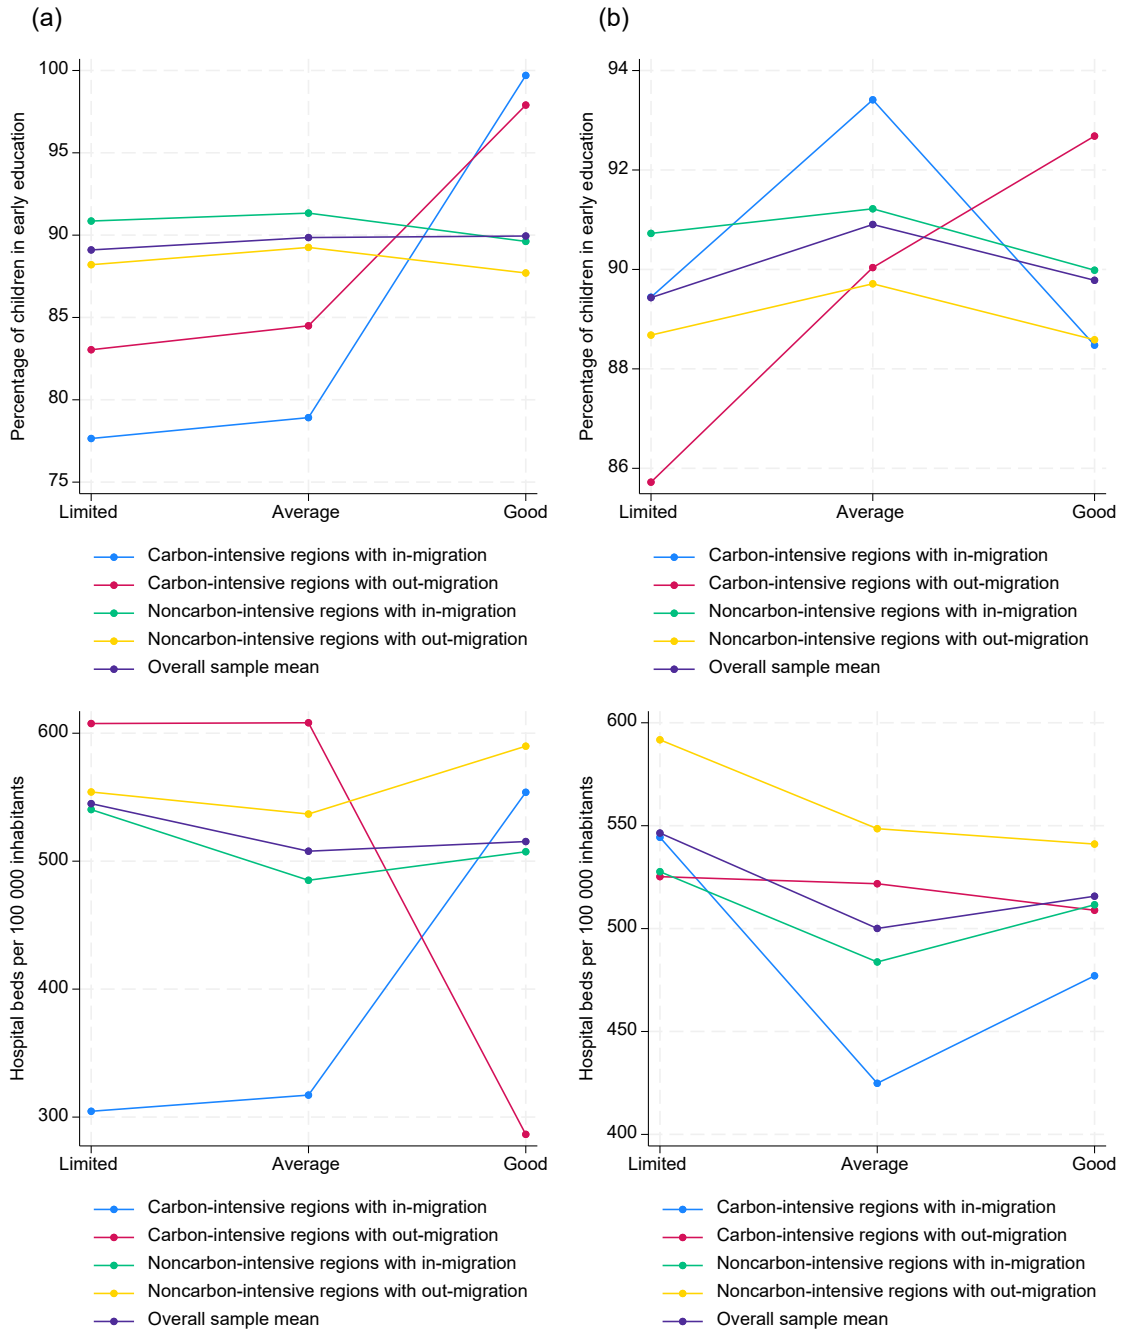 (a)
(b)
Percentage of children in early education
100
95
90
85
80
75
Limited
Average
Good
Carbon-intensive regions with in-migration
Carbon-intensive regions with out-migration
Noncarbon-intensive regions with in-migration
Noncarbon-intensive regions with out-migration
Overall sample mean
Percentage of children in early education
94
92
90
88
86
Limited
Average
Good
Carbon-intensive regions with in-migration
Carbon-intensive regions with out-migration
Noncarbon-intensive regions with in-migration
Noncarbon-intensive regions with out-migration
Overall sample mean
Hospital beds per 100 000 inhabitants
600
500
400
300
Limited
Average
Good
Carbon-intensive regions with in-migration
Carbon-intensive regions with out-migration
Noncarbon-intensive regions with in-migration
Noncarbon-intensive regions with out-migration
Overall sample mean
Hospital beds per 100 000 inhabitants
600
550
500
450
400
Limited
Average
Good
Carbon-intensive regions with in-migration
Carbon-intensive regions with out-migration
Noncarbon-intensive regions with in-migration
Noncarbon-intensive regions with out-migration
Overall sample mean